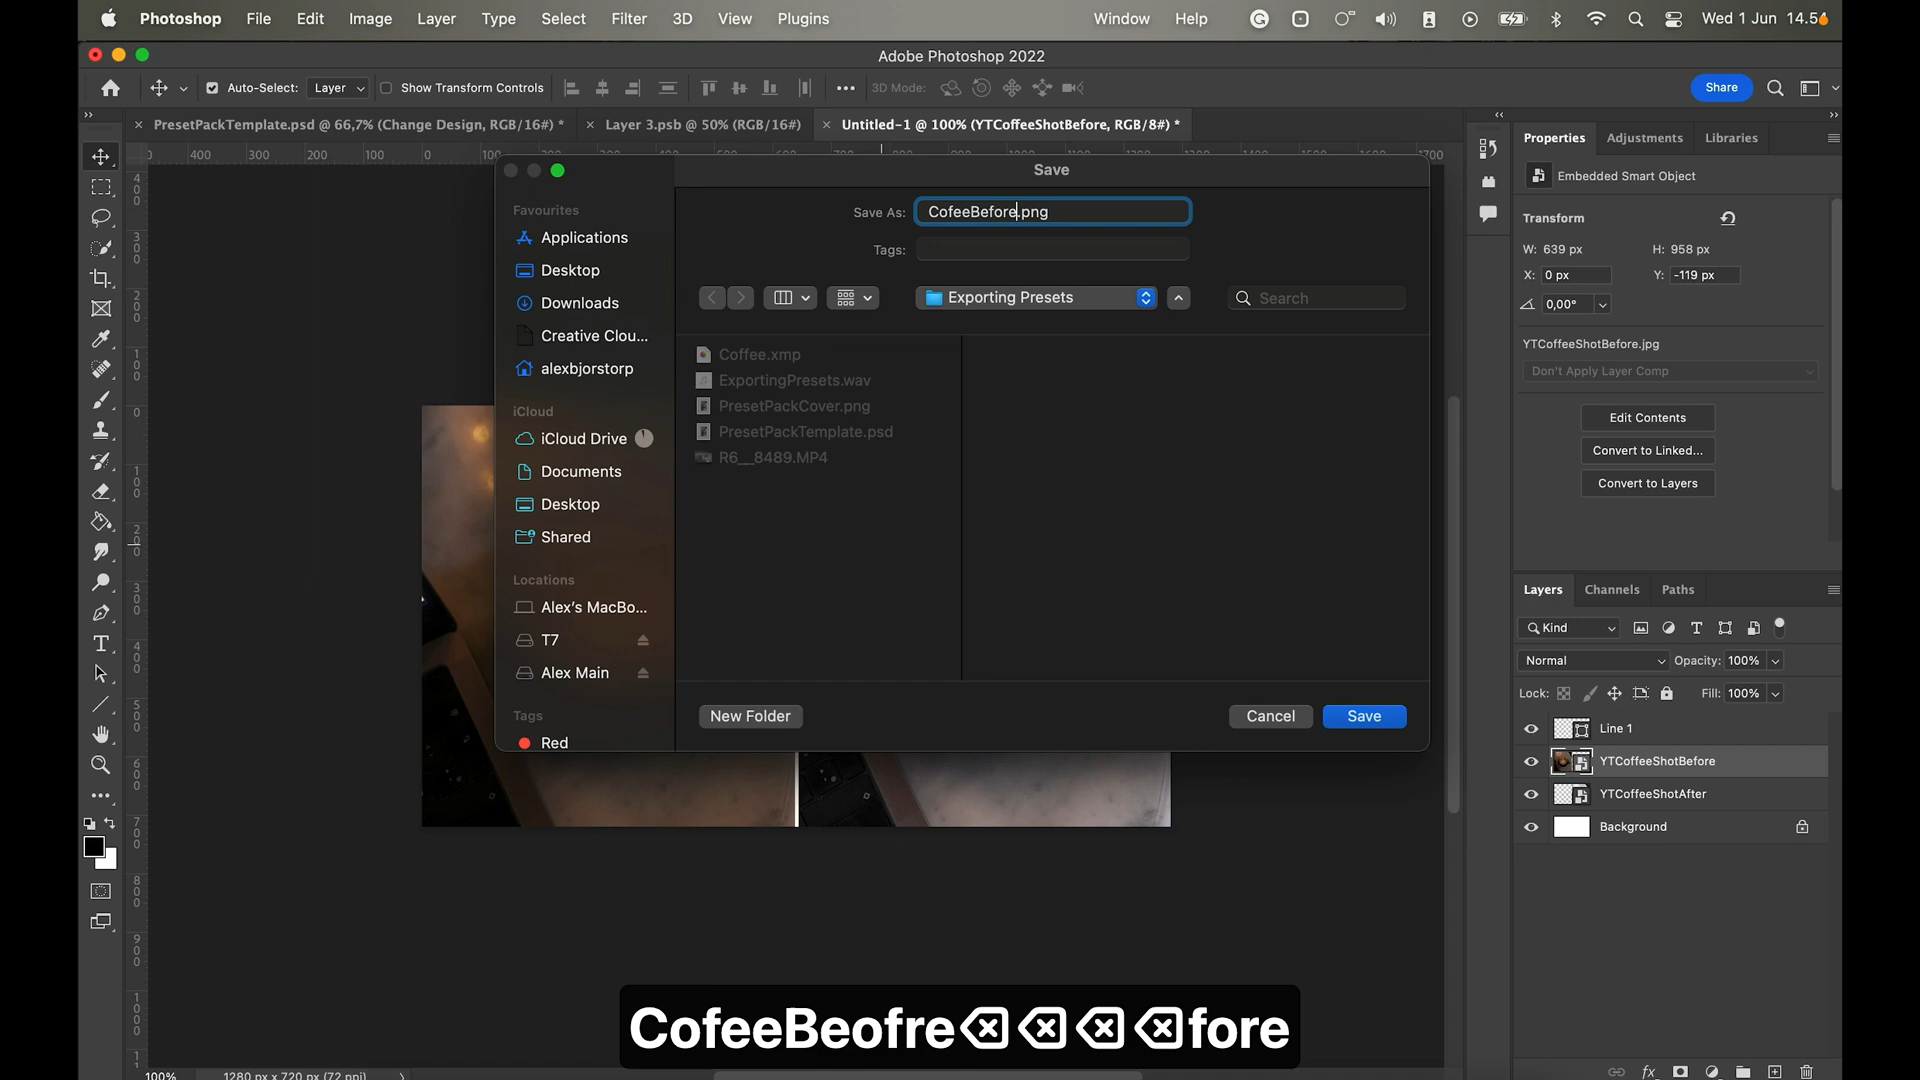 Photoshop File Edit Image Layer Type Select Filter 3D View Plugins Window Help Wed 1 Jun 14.54
Adobe Photoshop 2022
Auto-Select: Layer Show Transform Controls 3D Mode: Share
PresetPackTemplate.psd @ 66,7% (Change Design, RGB/16#) * Layer 3.psb @ 50% (RGB/16#) Untitled-1 @ 100% (YTCoffeeShotBefore, RGB/8#) *
Save
Save As: CofeeBefore.png
Tags:
Exporting Presets
Search
Favourites
Applications
Desktop
Downloads
Creative Clou...
alexbjorstorp
iCloud
iCloud Drive
Documents
Desktop
Shared
Locations
Alex's MacBo...
T7
Alex Main
Tags
Red
Coffee.xmp
ExportingPresets.wav
PresetPackCover.png
PresetPackTemplate.psd
R6__8489.MP4
New Folder Cancel Save
Properties Adjustments Libraries
Embedded Smart Object
Transform
W: 639 px H: 958 px
X: 0 px Y: -119 px
0,00°
YTCoffeeShotBefore.jpg
Don't Apply Layer Comp
Edit Contents
Convert to Linked...
Convert to Layers
Layers Channels Paths
Kind
Normal Opacity: 100%
Lock: Fill: 100%
Line 1
YTCoffeeShotBefore
YTCoffeeShotAfter
Background
CofeeBeofre⌫⌫⌫⌫fore
100% 1280 px x 720 px (72 ppi)